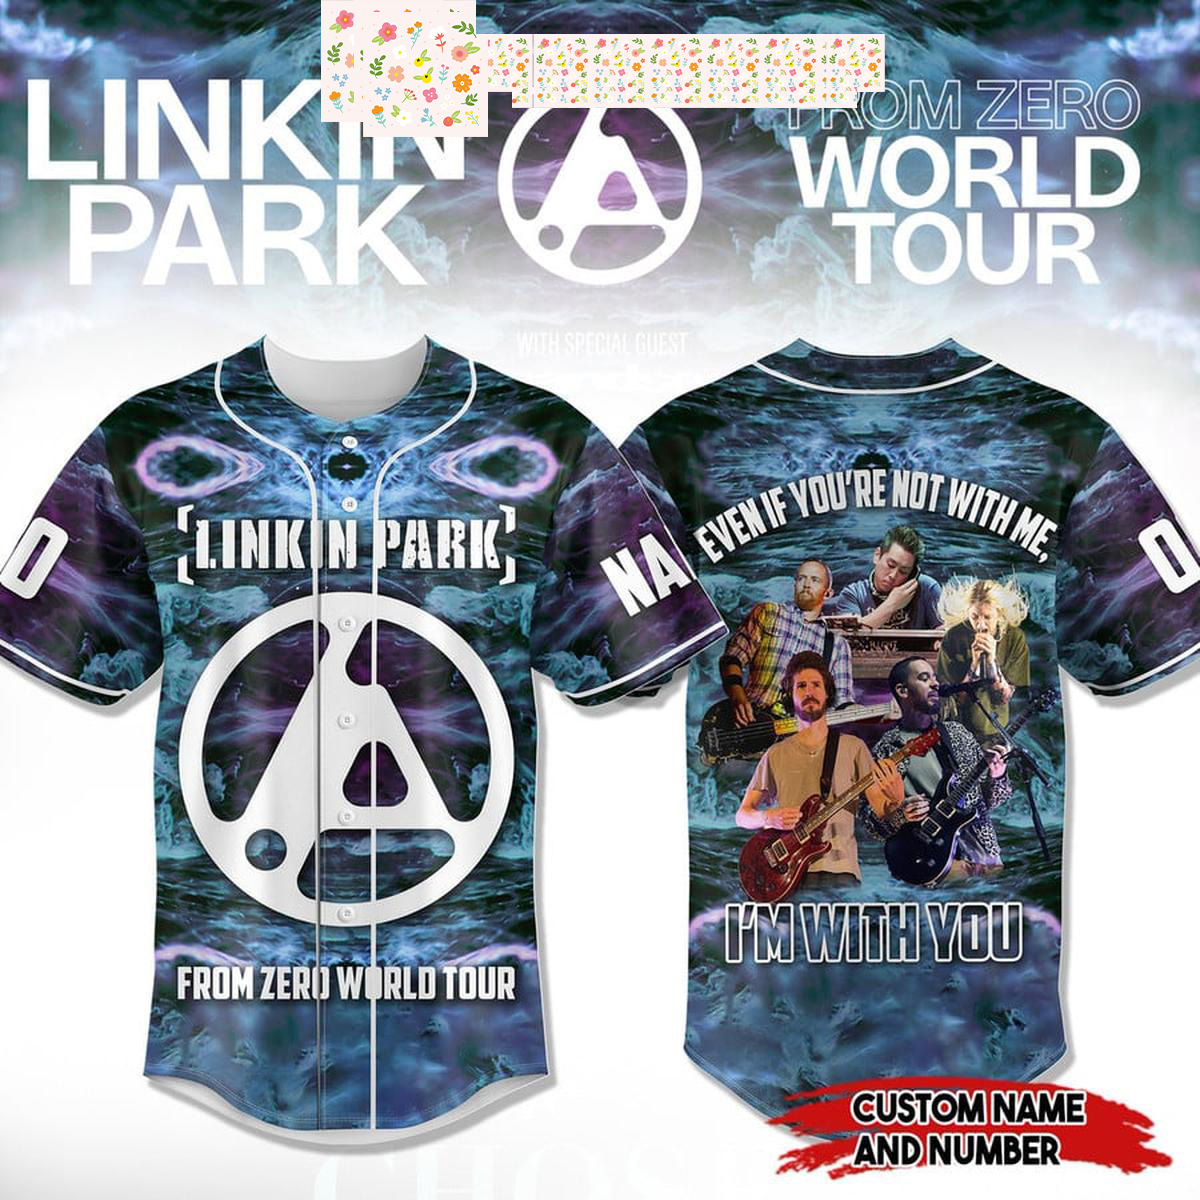 LINKIN
PARK
FROM ZERO
WORLD
TOUR
WITH SPECIAL GUEST
[LINKIN PARK]
FROM ZERO WORLD TOUR
O
NA
EVEN IF YOU'RE NOT WITH ME,
I'M WITH YOU
O
CUSTOM NAME
AND NUMBER